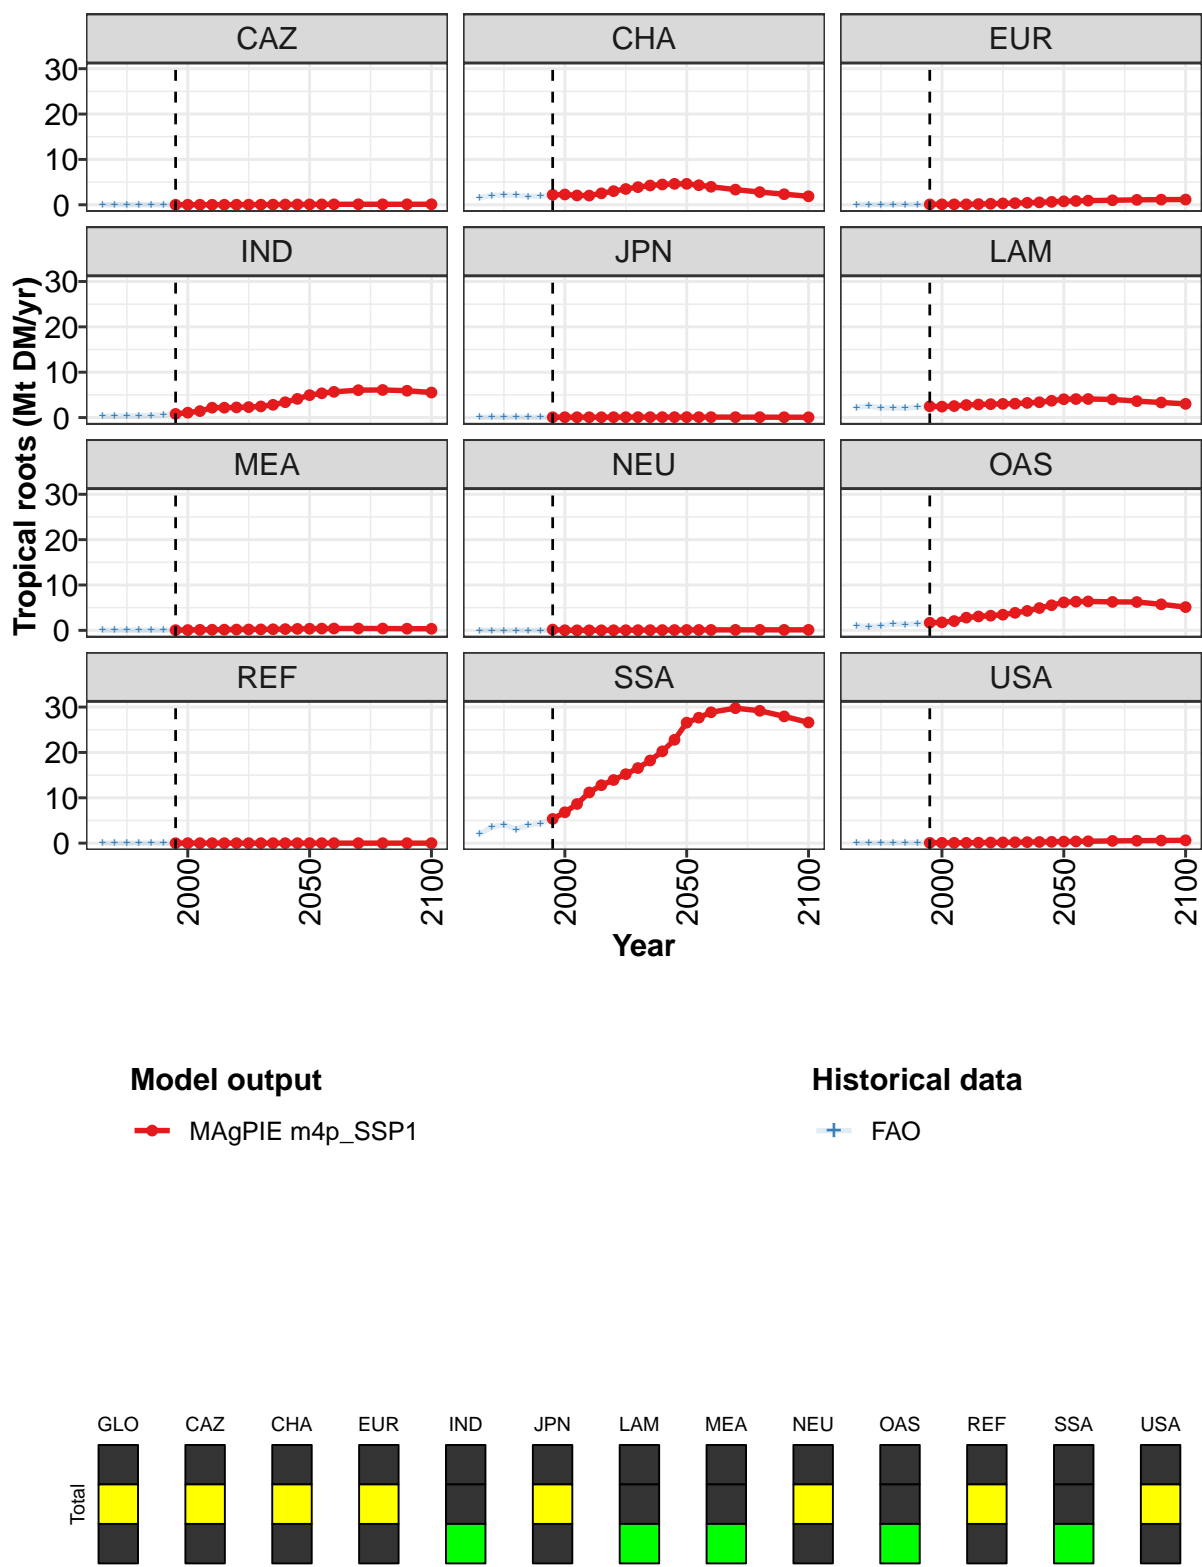 CAZ CHA EUR
30
20
10
0
IND JPN LAM
30
20
10
0
MEA NEU OAS
30
20
10
0
REF SSA USA
30
20
10
0
Tropical roots (Mt DM/yr)
2000 2050 2100 2000 2050 2100 2000 2050 2100
Year
Model output Historical data
MAgPIE m4p_SSP1 FAO
GLO CAZ CHA EUR IND JPN LAM MEA NEU OAS REF SSA USA
Total